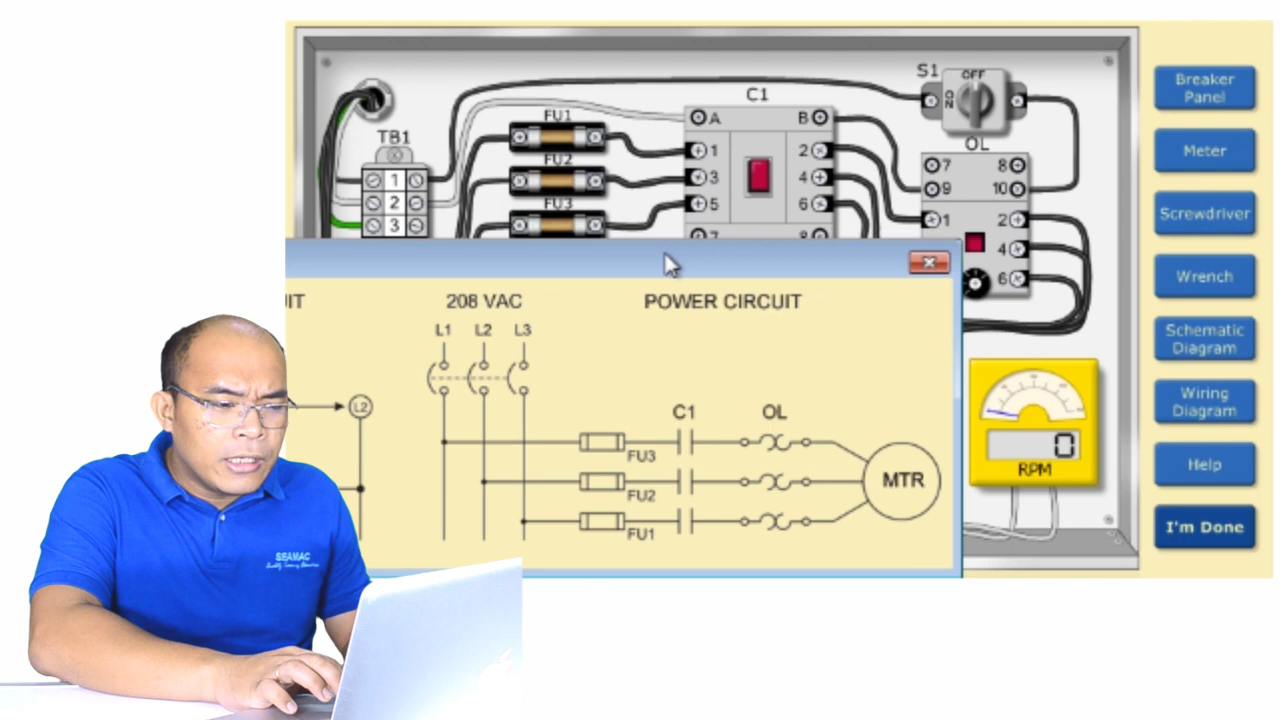 S1
OFF
ON
C1
FU1
A
B
TB1
OL
1
2
7
8
FU2
1
3
4
9
10
2
FU3
5
6
1
2
3
7
8
4
6
IT
208 VAC
POWER CIRCUIT
L1
L2
L3
L2
C1
OL
FU3
FU2
MTR
FU1
0
RPM
SEAMAC
Breaker
Panel
Meter
Screwdriver
Wrench
Schematic
Diagram
Wiring
Diagram
Help
I'm Done